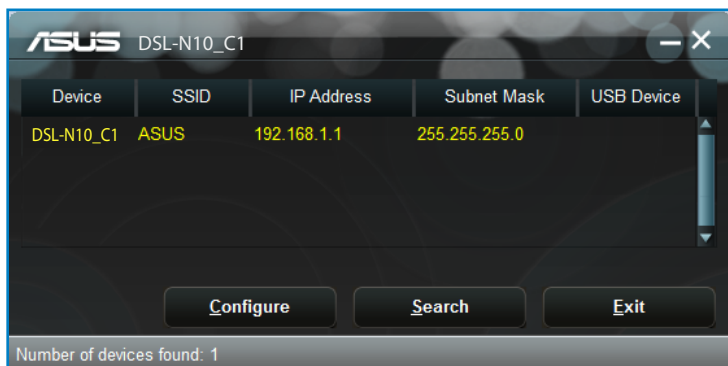 ASUS DSL-N10_C1
Device SSID IP Address Subnet Mask USB Device
DSL-N10_C1 ASUS 192.168.1.1 255.255.255.0
Configure Search Exit
Number of devices found: 1